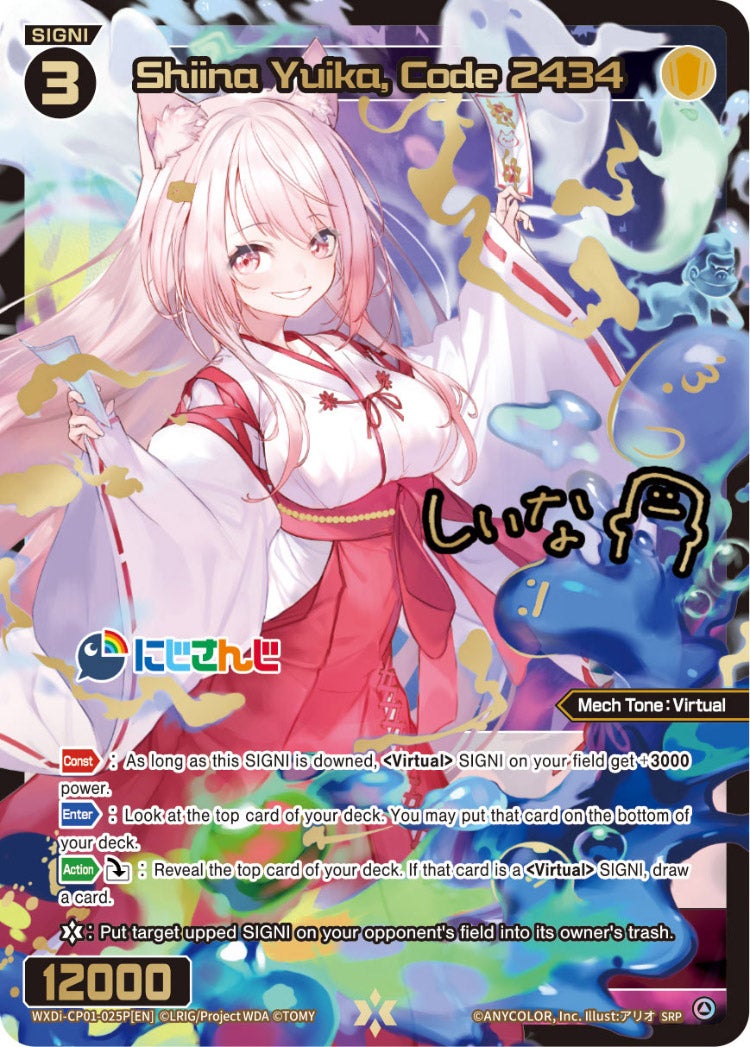 SIGNI
3
Shiina Yuika, Code 2434
しいな
にじさんじ
Mech Tone：Virtual
Const ： As long as this SIGNI is downed, <Virtual> SIGNI on your field get +3000
power.
Enter ： Look at the top card of your deck. You may put that card on the bottom of
your deck.
Action ： Reveal the top card of your deck. If that card is a <Virtual> SIGNI, draw
a card.
： Put target upped SIGNI on your opponent's field into its owner's trash.
12000
WXDi-CP01-025P[EN] ©LRIG/Project WDA ©TOMY
©ANYCOLOR, Inc. Illust:アリオ SRP